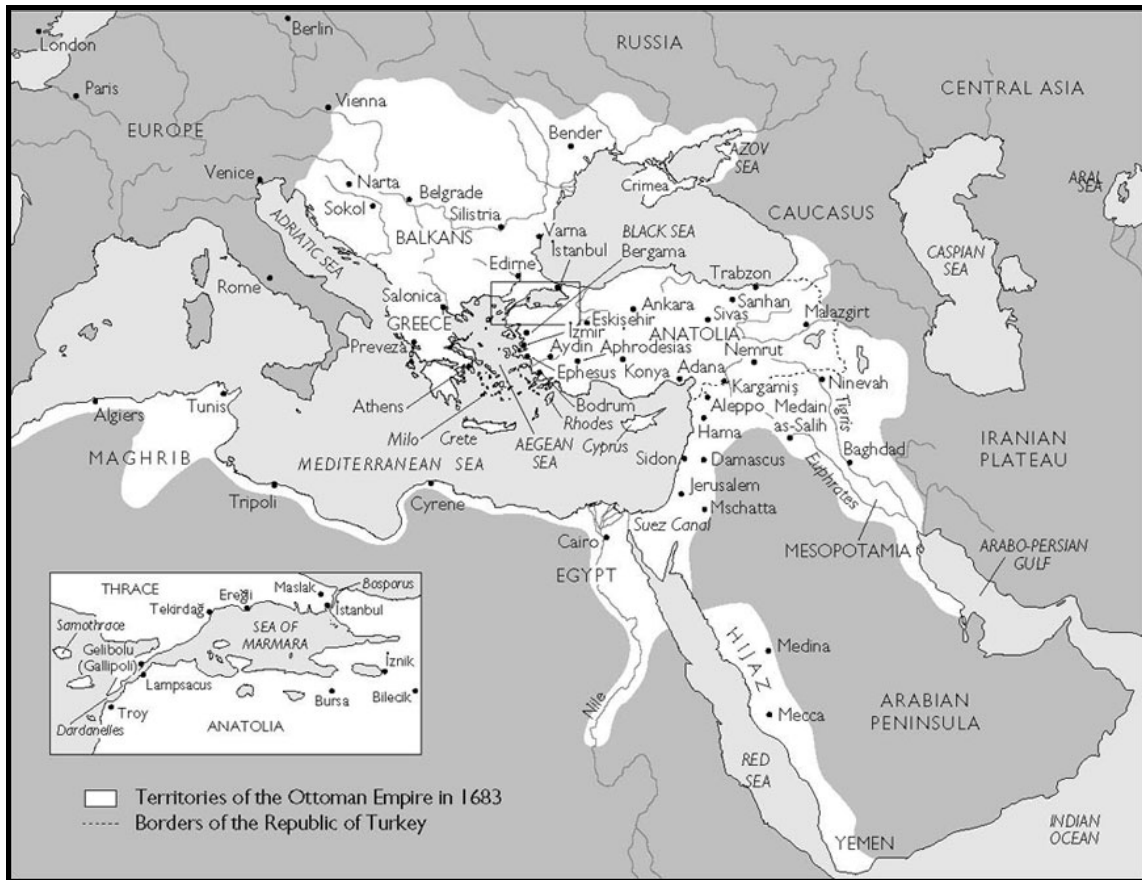 London
Berlin
RUSSIA
Paris
CENTRAL ASIA
Vienna
EUROPE
Bender
AZOV
SEA
ARAL
SEA
Venice
Narta
Belgrade
Crimea
Sokol
Silistria
CAUCASUS
ADRIATIC SEA
BALKANS
Varna
BLACK SEA
İstanbul
Bergama
CASPIAN
SEA
Edirne
Rome
Trabzon
Salonica
Ankara
Sanhan
GREECE
Eskişehir
Sivas
Malazgirt
İzmir
ANATOLIA
Preveza
Aydin
Aphrodesias
Nemrut
Ephesus
Konya
Adana
Kargamiş
Ninevah
Algiers
Tunis
Athens
Bodrum
Aleppo
Medain
as-Salih
Tigris
Milo
Grete
Rhodes
Cyprus
AEGEAN
SEA
Hama
IRANIAN
PLATEAU
MAGHRIB
MEDITERRANEAN SEA
Sidon
Damascus
Baghdad
Euphrates
Tripoli
Cyrene
Jerusalem
Mschatta
Suez Canal
Cairo
MESOPOTAMIA
ARABO-PERSIAN
GULF
EGYPT
HIJAZ
Medina
Nile
Mecca
ARABIAN
PENINSULA
RED
SEA
YEMEN
INDIAN
OCEAN
THRACE
Maslak
Bosporus
Ereğli
Tekirdağ
İstanbul
Samothrace
SEA OF
MARMARA
Gelibolu
(Gallipoli)
İznik
Lampsacus
Bursa
Bilecik
Troy
Dardanelles
ANATOLIA
Territories of the Ottoman Empire in 1683
Borders of the Republic of Turkey